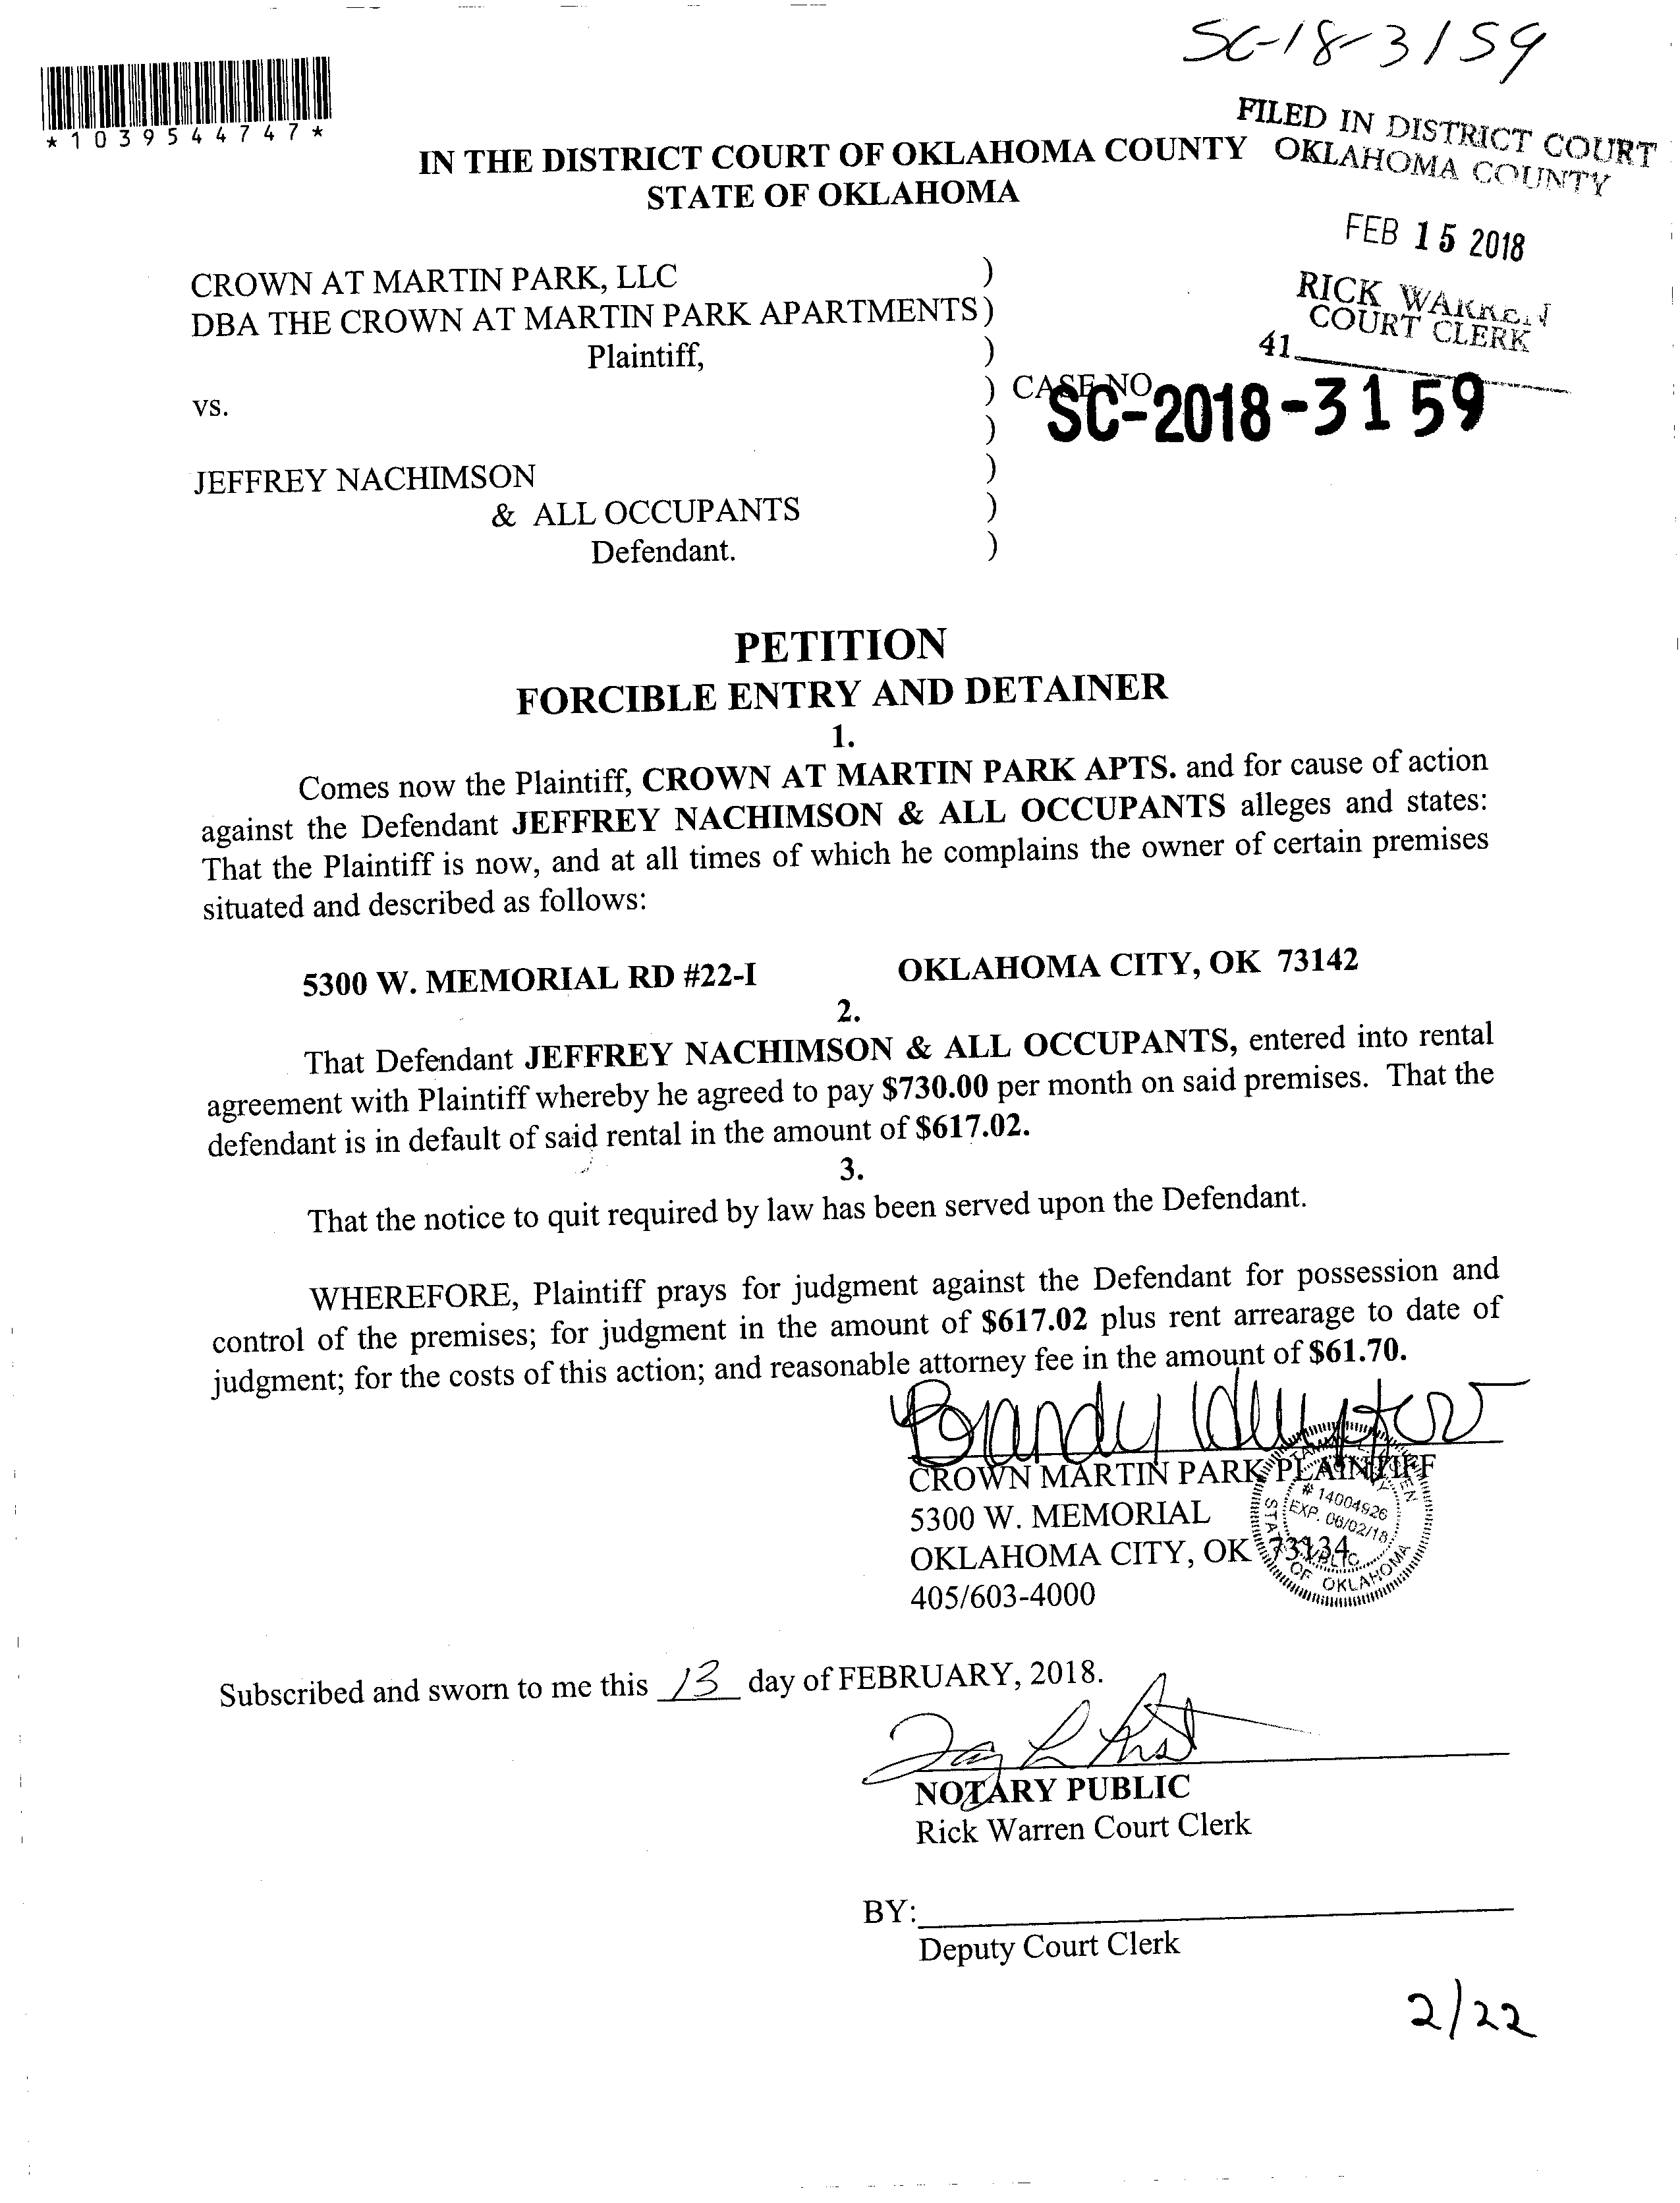 SC-18-3159
*1039544747*
FILED IN DISTRICT COURT
OKLAHOMA COUNTY
IN THE DISTRICT COURT OF OKLAHOMA COUNTY
STATE OF OKLAHOMA
FEB 15 2018
RICK WARREN
COURT CLERK
41
CROWN AT MARTIN PARK, LLC )
DBA THE CROWN AT MARTIN PARK APARTMENTS )
Plaintiff, )
) CASE NO
vs.
SC-2018-3159
)
JEFFREY NACHIMSON )
& ALL OCCUPANTS )
Defendant. )
PETITION
FORCIBLE ENTRY AND DETAINER
1.
Comes now the Plaintiff, CROWN AT MARTIN PARK APTS. and for cause of action
against the Defendant JEFFREY NACHIMSON & ALL OCCUPANTS alleges and states:
That the Plaintiff is now, and at all times of which he complains the owner of certain premises
situated and described as follows:
5300 W. MEMORIAL RD #22-I OKLAHOMA CITY, OK 73142
2.
That Defendant JEFFREY NACHIMSON & ALL OCCUPANTS, entered into rental
agreement with Plaintiff whereby he agreed to pay $730.00 per month on said premises. That the
defendant is in default of said rental in the amount of $617.02.
3.
That the notice to quit required by law has been served upon the Defendant.
WHEREFORE, Plaintiff prays for judgment against the Defendant for possession and
control of the premises; for judgment in the amount of $617.02 plus rent arrearage to date of
judgment; for the costs of this action; and reasonable attorney fee in the amount of $61.70.
Brandy
CROWN MARTIN PARK PLAINTIFF
5300 W. MEMORIAL
OKLAHOMA CITY, OK 73134
405/603-4000
# 14004926
EXP. 06/02/18
STATE OF OKLAHOMA
Subscribed and sworn to me this 13 day of FEBRUARY, 2018.
NOTARY PUBLIC
Rick Warren Court Clerk
BY:
Deputy Court Clerk
2/22